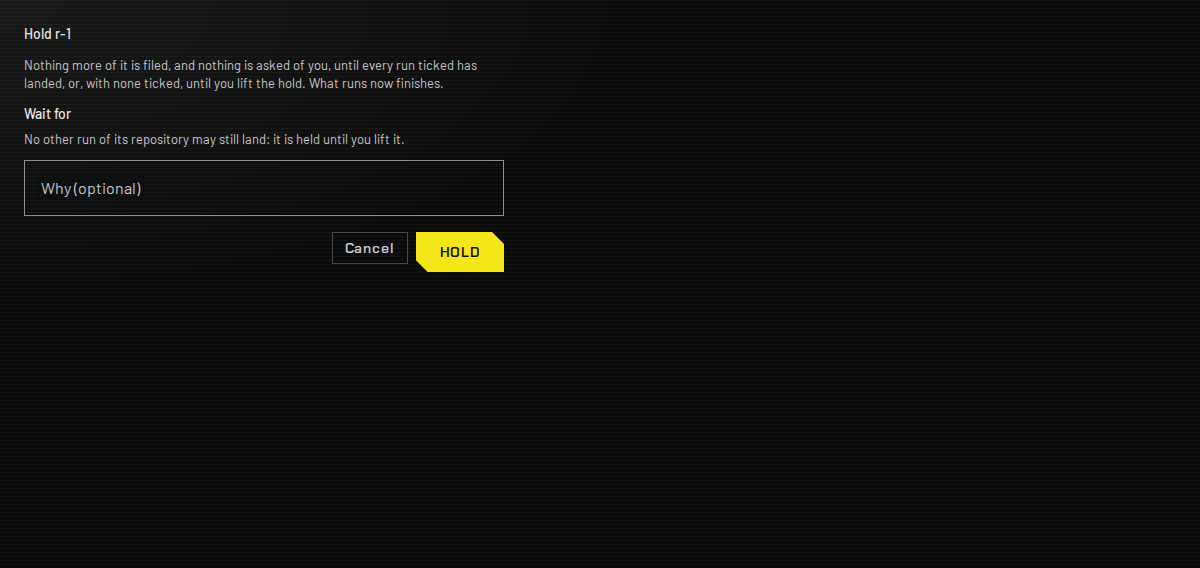 Hold r-1
Nothing more of it is filed, and nothing is asked of you, until every run ticked has
landed, or, with none ticked, until you lift the hold. What runs now finishes.
Wait for
No other run of its repository may still land: it is held until you lift it.
Why (optional)
Cancel
HOLD